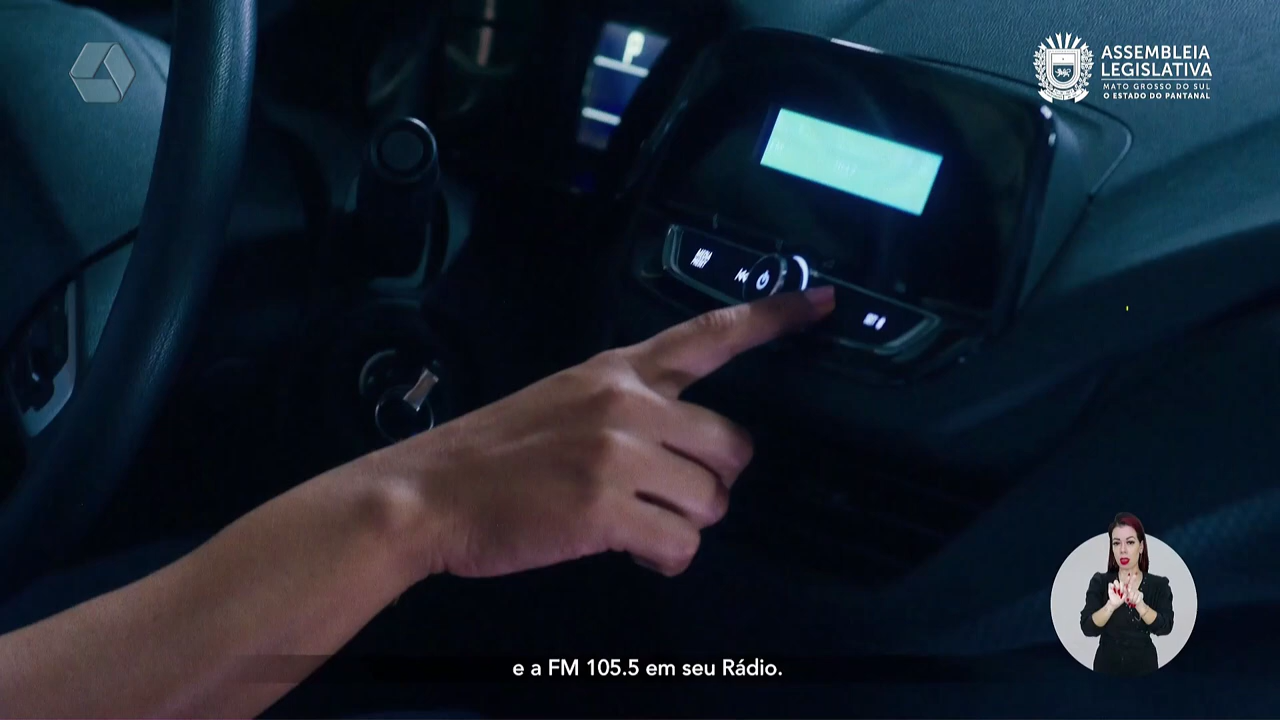 ASSEMBLEIA
LEGISLATIVA
MATO GROSSO DO SUL
O ESTADO DO PANTANAL
P
e a FM 105.5 em seu Rádio.